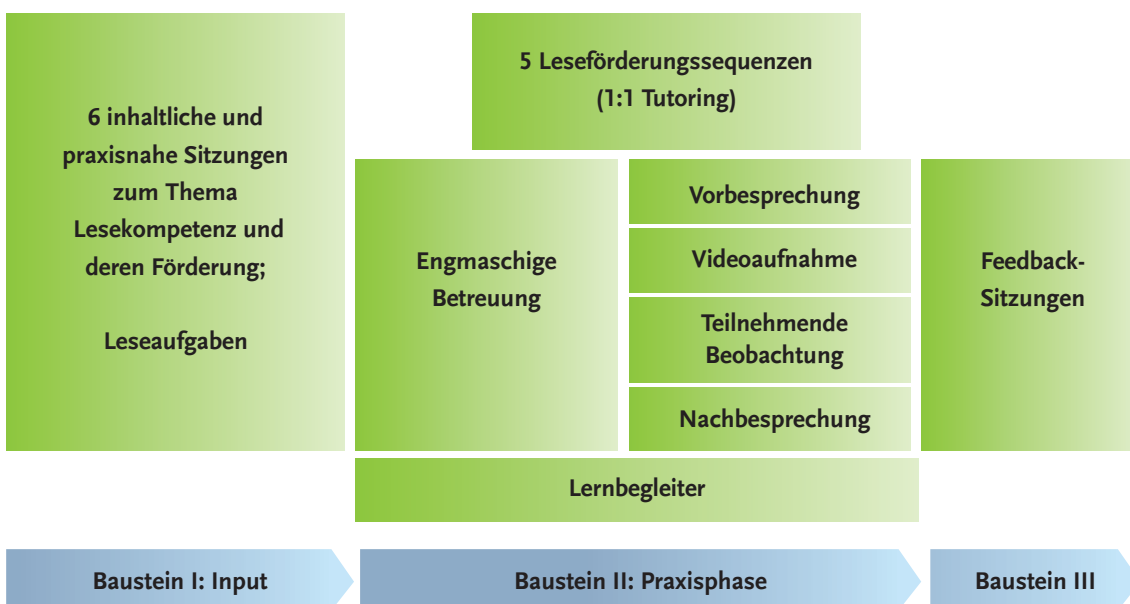 6 inhaltliche und
praxisnahe Sitzungen
zum Thema
Lesekompetenz und
deren Förderung;
Leseaufgaben
5 Leseförderungssequenzen
(1:1 Tutoring)
Engmaschige
Betreuung
Vorbesprechung
Videoaufnahme
Teilnehmende
Beobachtung
Nachbesprechung
Feedback-
Sitzungen
Lernbegleiter
Baustein I: Input
Baustein II: Praxisphase
Baustein III